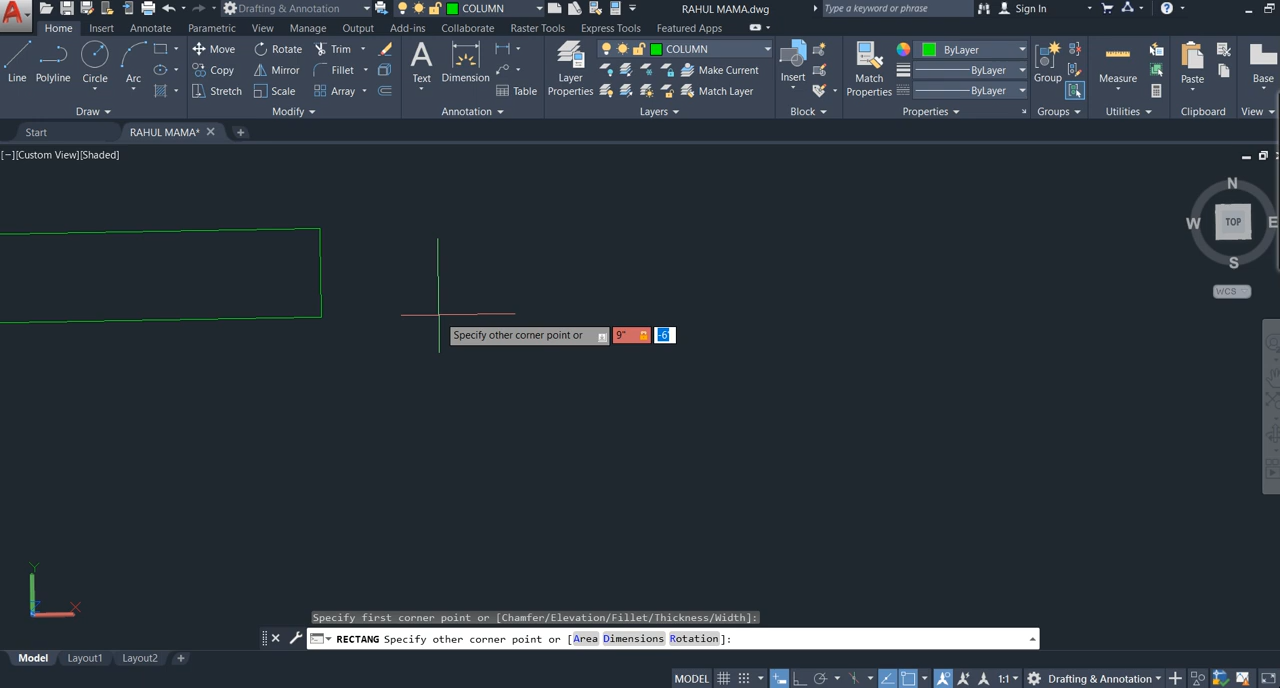 Drafting & Annotation COLUMN RAHUL MAMA.dwg Type a keyword or phrase Sign In
Home Insert Annotate Parametric View Manage Output Add-ins Collaborate Raster Tools Express Tools Featured Apps
Line Polyline Circle Arc Move Rotate Trim Text Dimension Layer Properties COLUMN Insert Match Properties ByLayer Group Measure Paste Base
Copy Mirror Fillet Make Current ByLayer
Stretch Scale Array Table Match Layer ByLayer
Draw Modify Annotation Layers Block Properties Groups Utilities Clipboard View
Start RAHUL MAMA*
[−][Custom View][Shaded]
N
W TOP E
S
WCS
Specify other corner point or 9" -6"
Y
X
Specify first corner point or [Chamfer/Elevation/Fillet/Thickness/Width]:
RECTANG Specify other corner point or [Area Dimensions Rotation]:
Model Layout1 Layout2 +
MODEL 1:1 Drafting & Annotation